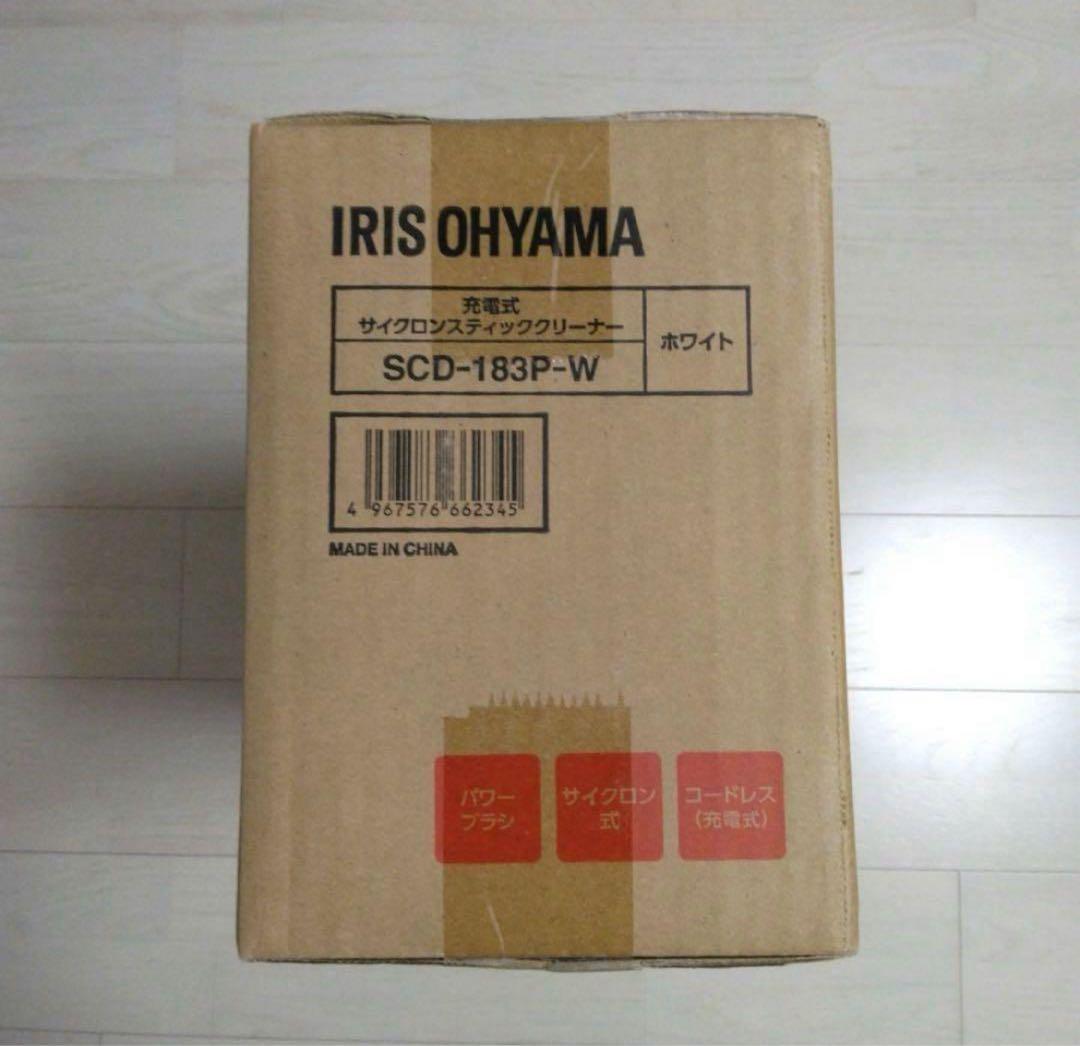 IRIS OHYAMA
充電式
サイクロンスティッククリーナー
SCD-183P-W
ホワイト
4 967576 662345
MADE IN CHINA
パワー
ブラシ
サイクロン
式
コードレス
(充電式)